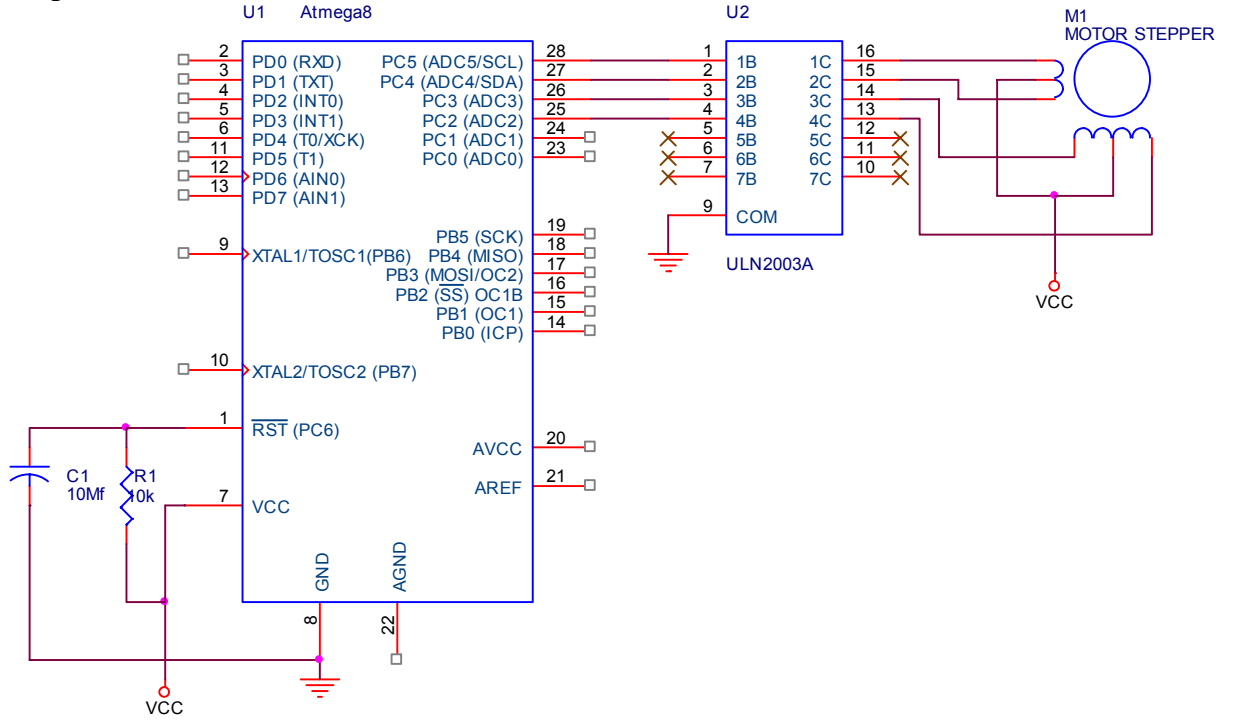 U1 Atmega8
2 PD0 (RXD)
3 PD1 (TXT)
4 PD2 (INT0)
5 PD3 (INT1)
6 PD4 (T0/XCK)
11 PD5 (T1)
12 PD6 (AIN0)
13 PD7 (AIN1)
9 XTAL1/TOSC1(PB6)
10 XTAL2/TOSC2 (PB7)
1 RST (PC6)
7 VCC
PC5 (ADC5/SCL) 28
PC4 (ADC4/SDA) 27
PC3 (ADC3) 26
PC2 (ADC2) 25
PC1 (ADC1) 24
PC0 (ADC0) 23
PB5 (SCK) 19
PB4 (MISO) 18
PB3 (MOSI/OC2) 17
PB2 (SS) OC1B 16
PB1 (OC1) 15
PB0 (ICP) 14
AVCC 20
AREF 21
GND
8
AGND
22
C1
10Mf
R1
10k
VCC
U2
1 1B 1C 16
2 2B 2C 15
3 3B 3C 14
4 4B 4C 13
5 5B 5C 12
6 6B 6C 11
7 7B 7C 10
9 COM
ULN2003A
M1
MOTOR STEPPER
VCC